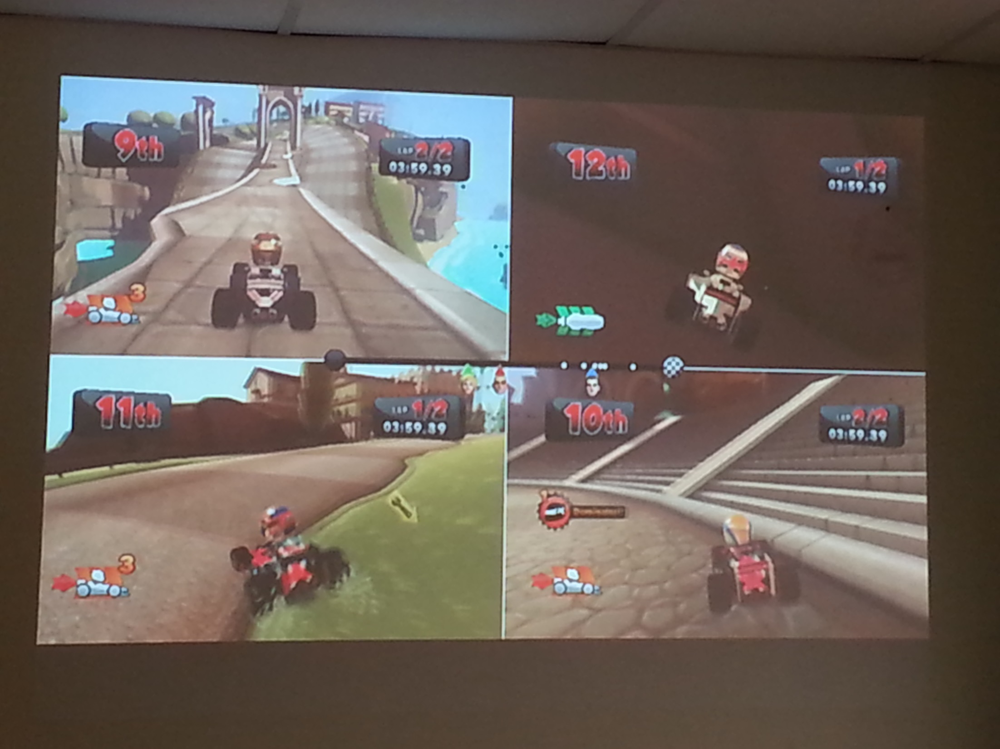 9th
LAP 2/2
03:59.39
12th
LAP 1/2
03:59.39
3
11th
LAP 1/2
03:59.39
10th
LAP 2/2
03:59.39
Dominator!
3